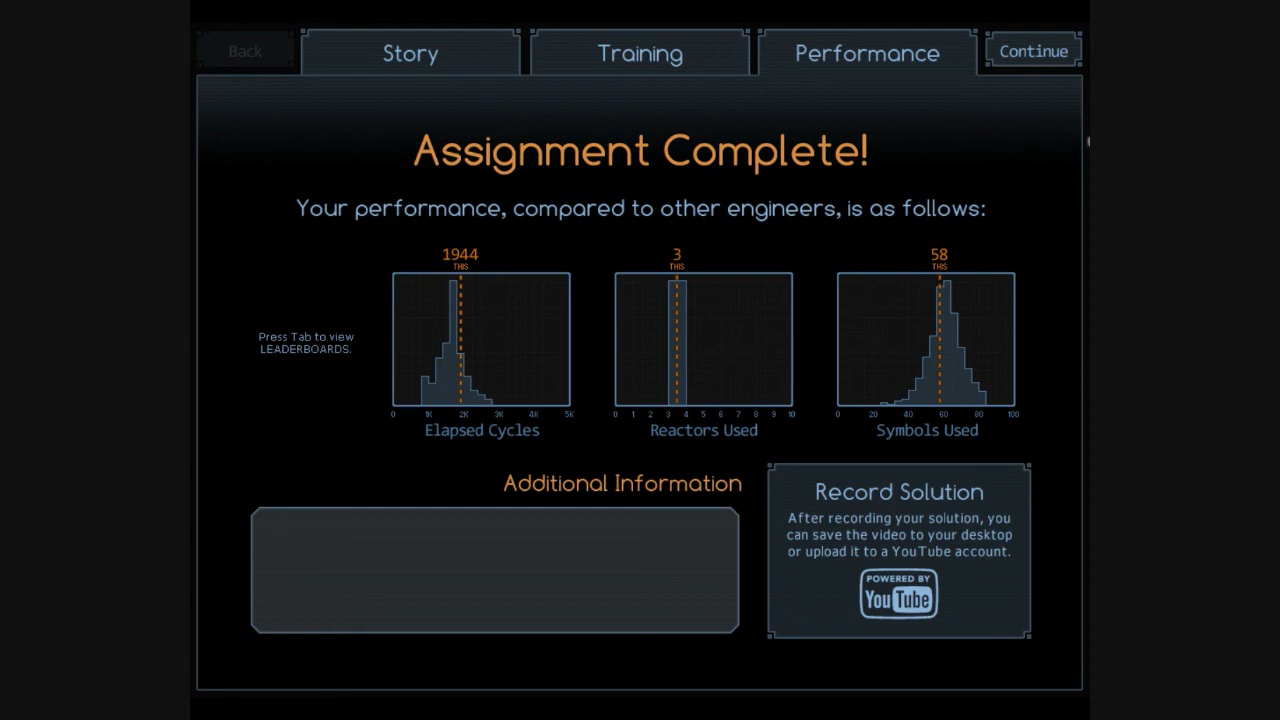 Back
Story
Training
Performance
Continue
Assignment Complete!
Your performance, compared to other engineers, is as follows:
1944
THIS
3
THIS
58
THIS
Press Tab to view
LEADERBOARDS.
0 1K 2K 3K 4K 5K
0 1 2 3 4 5 6 7 8 9 10
0 20 40 60 80 100
Elapsed Cycles
Reactors Used
Symbols Used
Additional Information
Record Solution
After recording your solution, you
can save the video to your desktop
or upload it to a YouTube account.
POWERED BY
YouTube